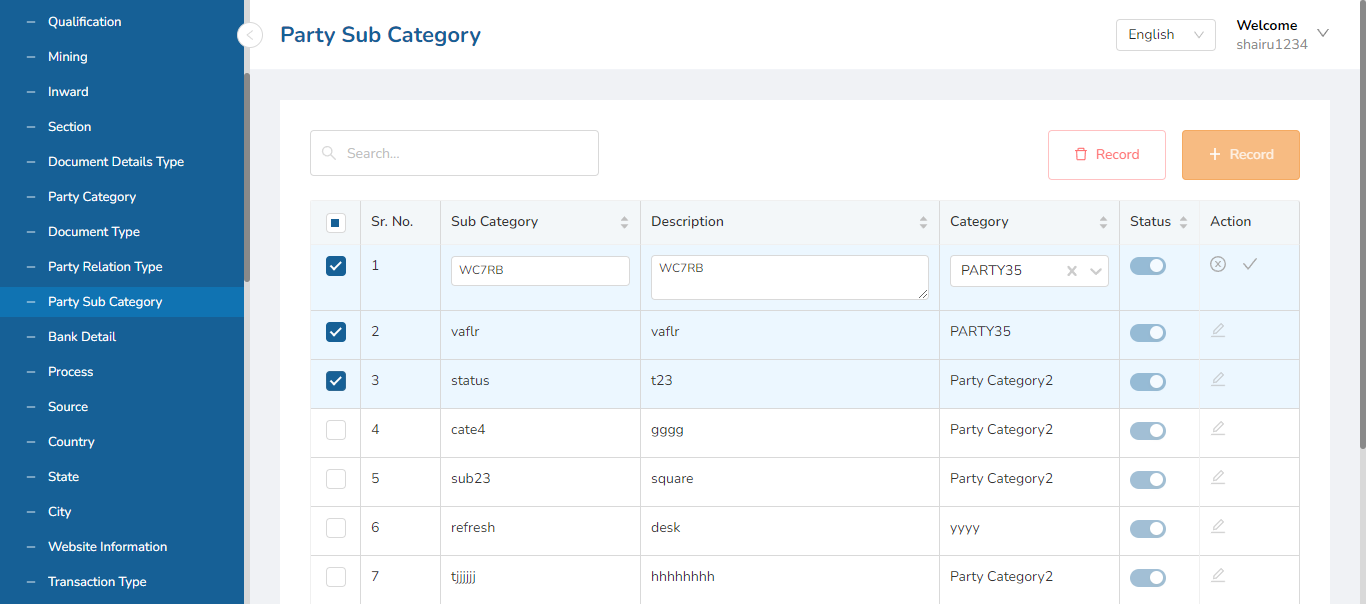 Qualification
Mining
Inward
Section
Document Details Type
Party Category
Document Type
Party Relation Type
Party Sub Category
Bank Detail
Process
Source
Country
State
City
Website Information
Transaction Type
Party Sub Category
English
Welcome
shairu1234
Search...
Record
+ Record
Sr. No. Sub Category Description Category Status Action
1 WC7RB WC7RB PARTY35
2 vaflr vaflr PARTY35
3 status t23 Party Category2
4 cate4 gggg Party Category2
5 sub23 square Party Category2
6 refresh desk yyyy
7 tjjjjjj hhhhhhhh Party Category2